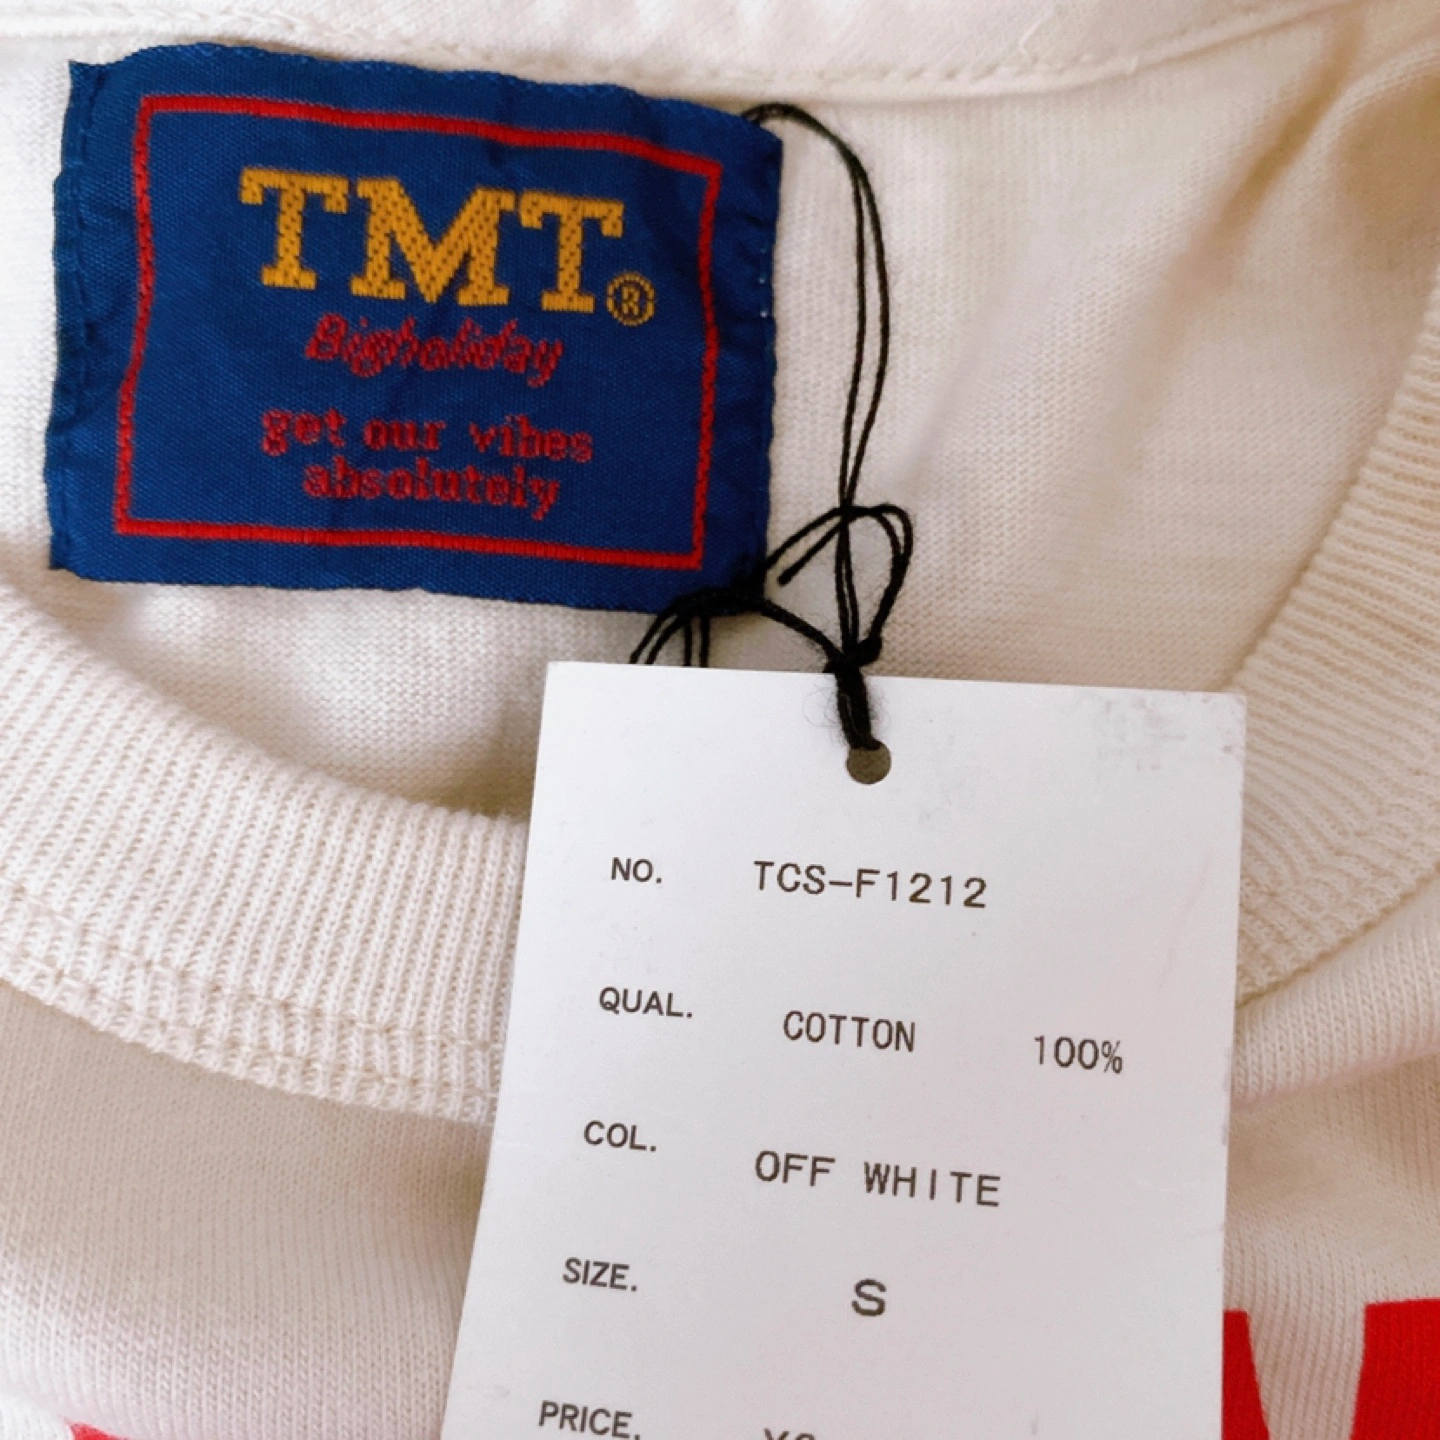 TMT®
Bigholiday
get our vibes
absolutely
NO. TCS-F1212
QUAL. COTTON 100%
COL. OFF WHITE
SIZE. S
PRICE.